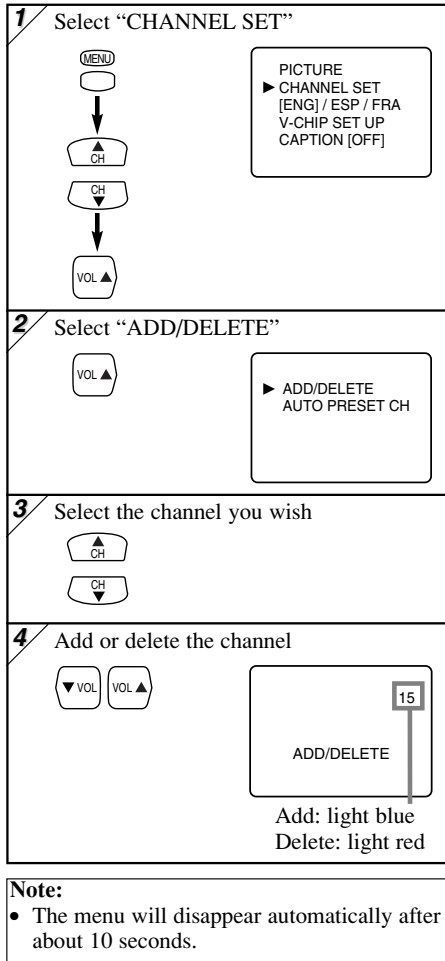 1 Select “CHANNEL SET”
MENU
▲
CH
CH
▼
VOL ▲
PICTURE
▶ CHANNEL SET
[ENG] / ESP / FRA
V-CHIP SET UP
CAPTION [OFF]
2 Select “ADD/DELETE”
VOL ▲
▶ ADD/DELETE
AUTO PRESET CH
3 Select the channel you wish
▲
CH
CH
▼
4 Add or delete the channel
▼ VOL VOL ▲
15
ADD/DELETE
Add: light blue
Delete: light red
Note:
• The menu will disappear automatically after
about 10 seconds.